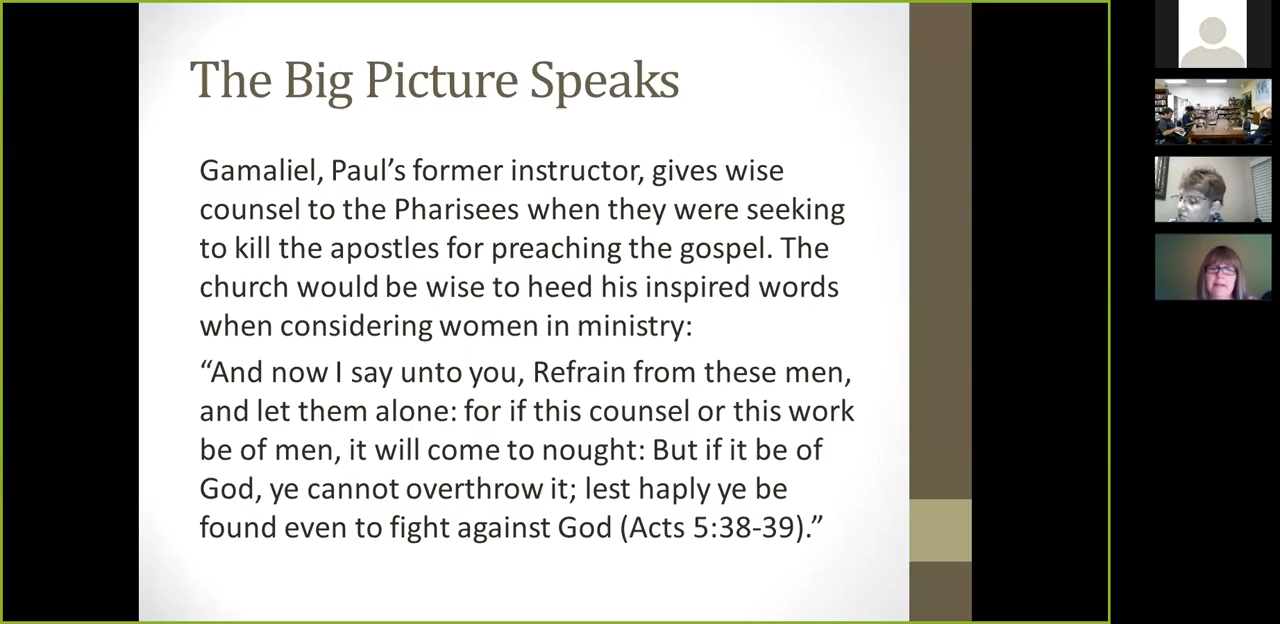 The Big Picture Speaks
Gamaliel, Paul’s former instructor, gives wise
counsel to the Pharisees when they were seeking
to kill the apostles for preaching the gospel. The
church would be wise to heed his inspired words
when considering women in ministry:
“And now I say unto you, Refrain from these men,
and let them alone: for if this counsel or this work
be of men, it will come to nought: But if it be of
God, ye cannot overthrow it; lest haply ye be
found even to fight against God (Acts 5:38-39).”